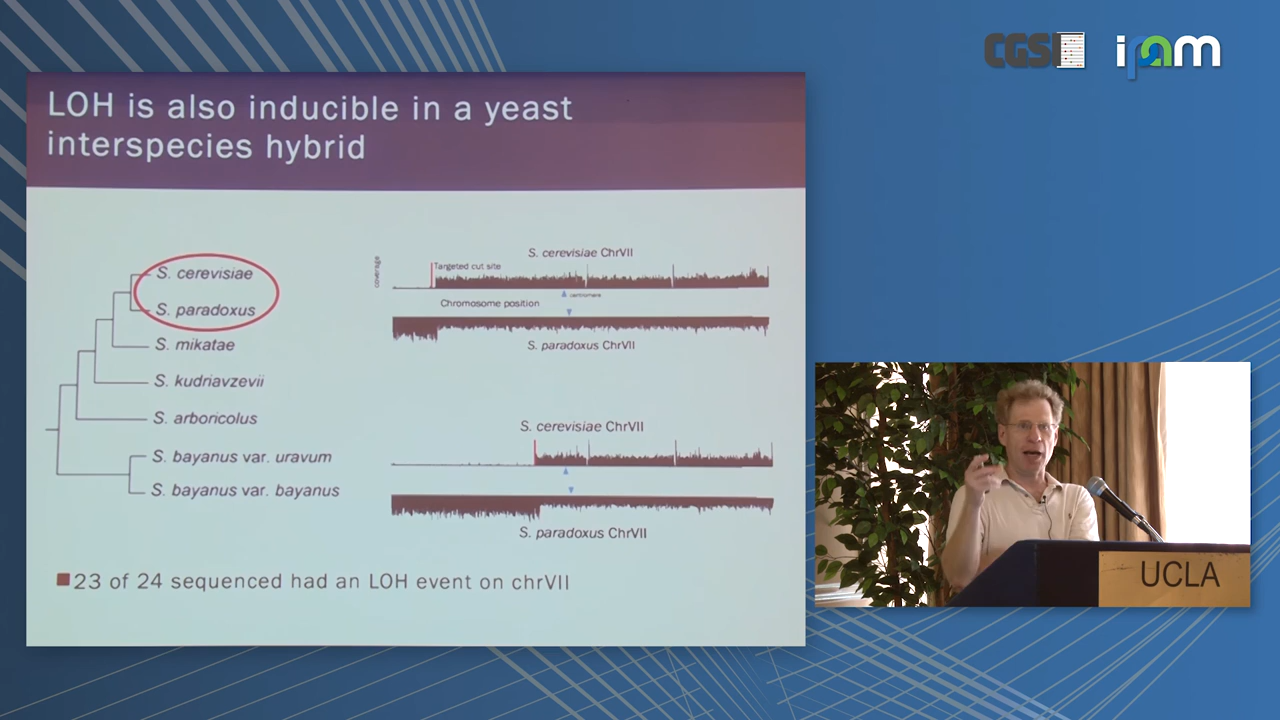 CGSI
ipam
LOH is also inducible in a yeast
interspecies hybrid
S. cerevisiae
S. paradoxus
S. mikatae
S. kudriavzevii
S. arboricolus
S. bayanus var. uravum
S. bayanus var. bayanus
coverage
S. cerevisiae ChrVII
Targeted cut site
centromere
Chromosome position
S. paradoxus ChrVII
S. cerevisiae ChrVII
S. paradoxus ChrVII
23 of 24 sequenced had an LOH event on chrVII
UCLA